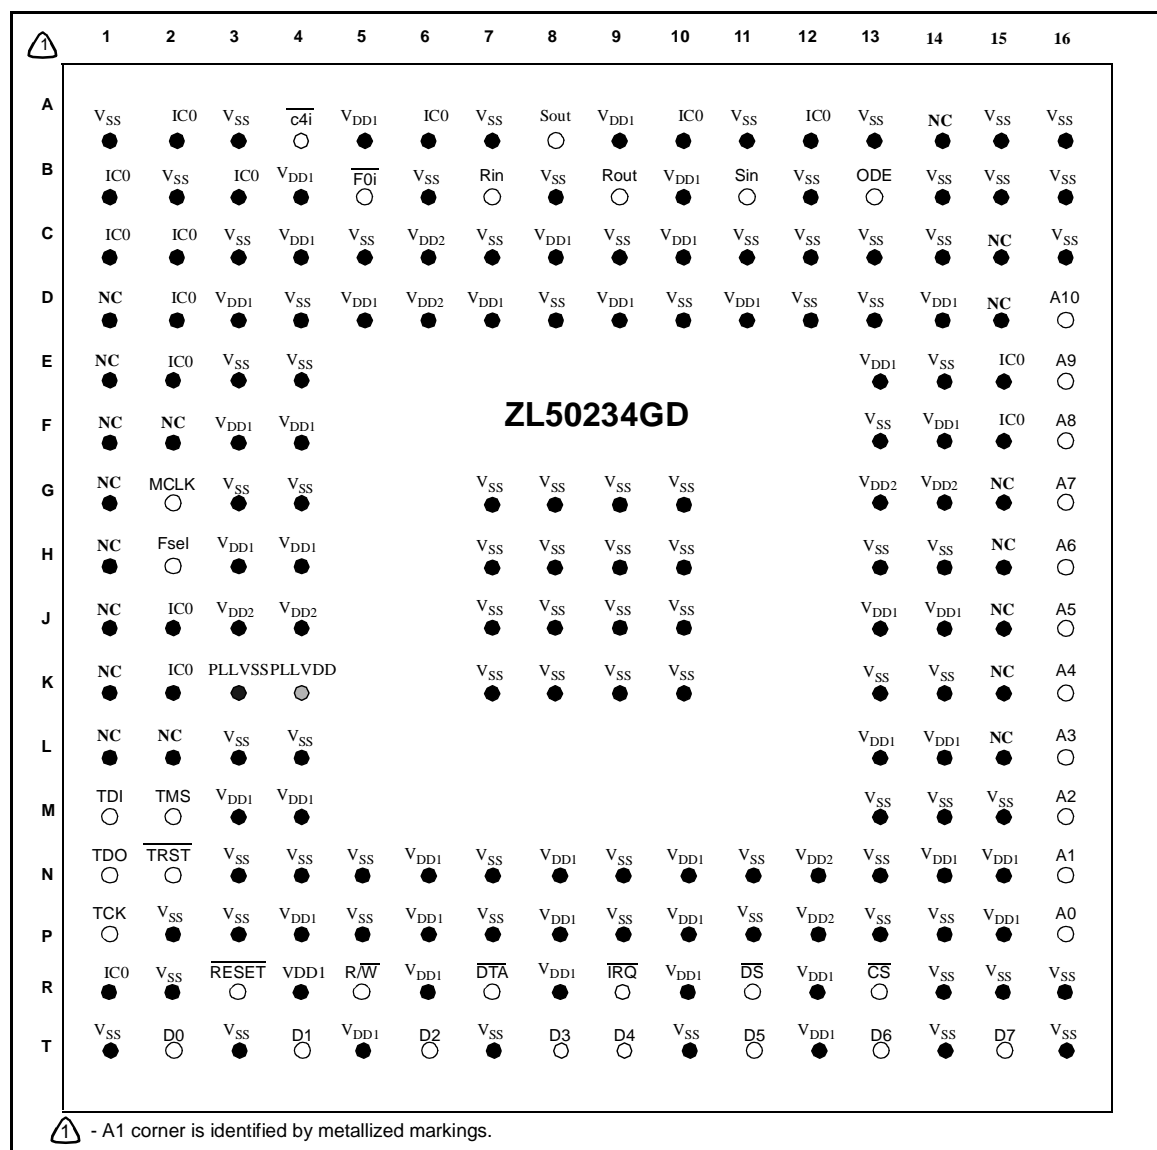 1 1 2 3 4 5 6 7 8 9 10 11 12 13 14 15 16
A VSS IC0 VSS c4i VDD1 IC0 VSS Sout VDD1 IC0 VSS IC0 VSS NC VSS VSS
B IC0 VSS IC0 VDD1 F0i VSS Rin VSS Rout VDD1 Sin VSS ODE VSS VSS VSS
C IC0 IC0 VSS VDD1 VSS VDD2 VSS VDD1 VSS VDD1 VSS VSS VSS VSS NC VSS
D NC IC0 VDD1 VSS VDD1 VDD2 VDD1 VSS VDD1 VSS VDD1 VSS VSS VDD1 NC A10
E NC IC0 VSS VSS VDD1 VSS IC0 A9
ZL50234GD
F NC NC VDD1 VDD1 VSS VDD1 IC0 A8
G NC MCLK VSS VSS VSS VSS VSS VSS VDD2 VDD2 NC A7
H NC Fsel VDD1 VDD1 VSS VSS VSS VSS VSS VSS NC A6
J NC IC0 VDD2 VDD2 VSS VSS VSS VSS VDD1 VDD1 NC A5
K NC IC0 PLLVSS PLLVDD VSS VSS VSS VSS VSS VSS NC A4
L NC NC VSS VSS VDD1 VDD1 NC A3
M TDI TMS VDD1 VDD1 VSS VSS VSS A2
N TDO TRST VSS VSS VSS VDD1 VSS VDD1 VSS VDD1 VSS VDD2 VSS VDD1 VDD1 A1
P TCK VSS VSS VDD1 VSS VDD1 VSS VDD1 VSS VDD1 VSS VDD2 VSS VSS VDD1 A0
R IC0 VSS RESET VDD1 R/W VDD1 DTA VDD1 IRQ VDD1 DS VDD1 CS VSS VSS VSS
T VSS D0 VSS D1 VDD1 D2 VSS D3 D4 VSS D5 VDD1 D6 VSS D7 VSS
1 - A1 corner is identified by metallized markings.